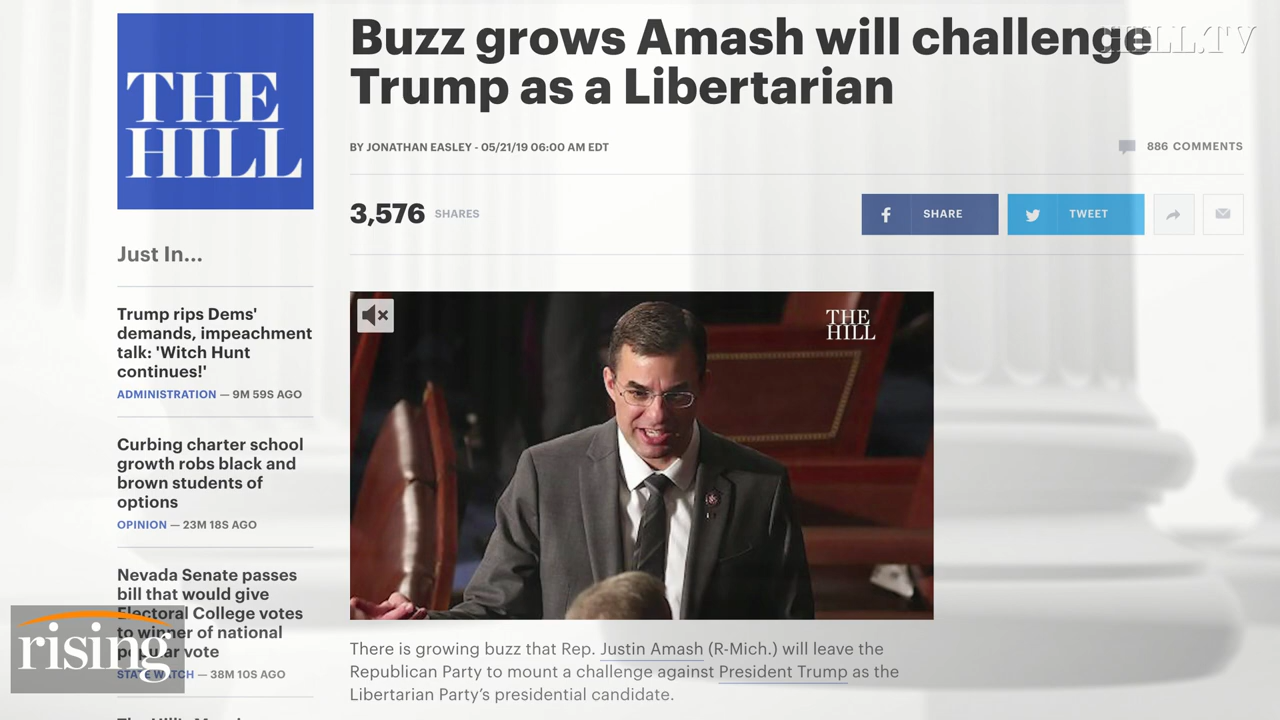 Buzz grows Amash will challenge
Trump as a Libertarian
HILL.TV
THE
HILL
BY JONATHAN EASLEY - 05/21/19 06:00 AM EDT
886 COMMENTS
3,576 SHARES
SHARE
TWEET
Just In...
Trump rips Dems'
demands, impeachment
talk: 'Witch Hunt
continues!'
ADMINISTRATION — 9M 59S AGO
Curbing charter school
growth robs black and
brown students of
options
OPINION — 23M 18S AGO
Nevada Senate passes
bill that would give
Electoral College votes
to winner of national
popular vote
STATE WATCH — 38M 10S AGO
THE
HILL
There is growing buzz that Rep. Justin Amash (R-Mich.) will leave the
Republican Party to mount a challenge against President Trump as the
Libertarian Party's presidential candidate.
rising